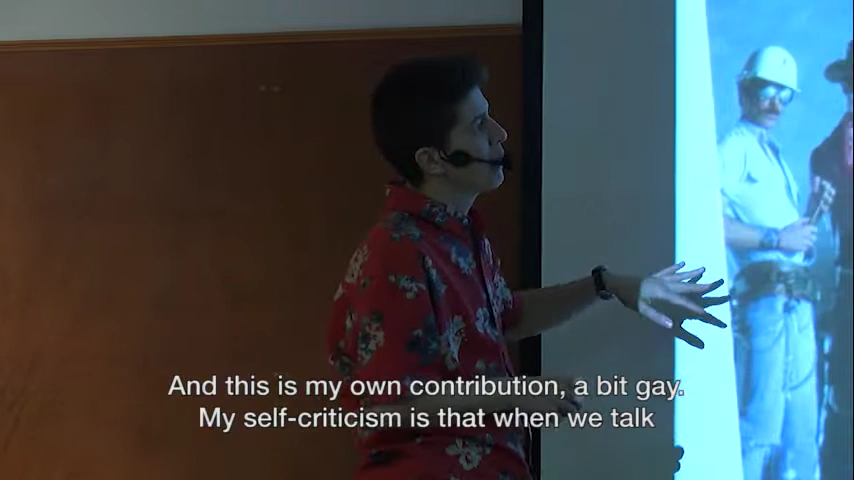 And this is my own contribution, a bit gay.
My self-criticism is that when we talk